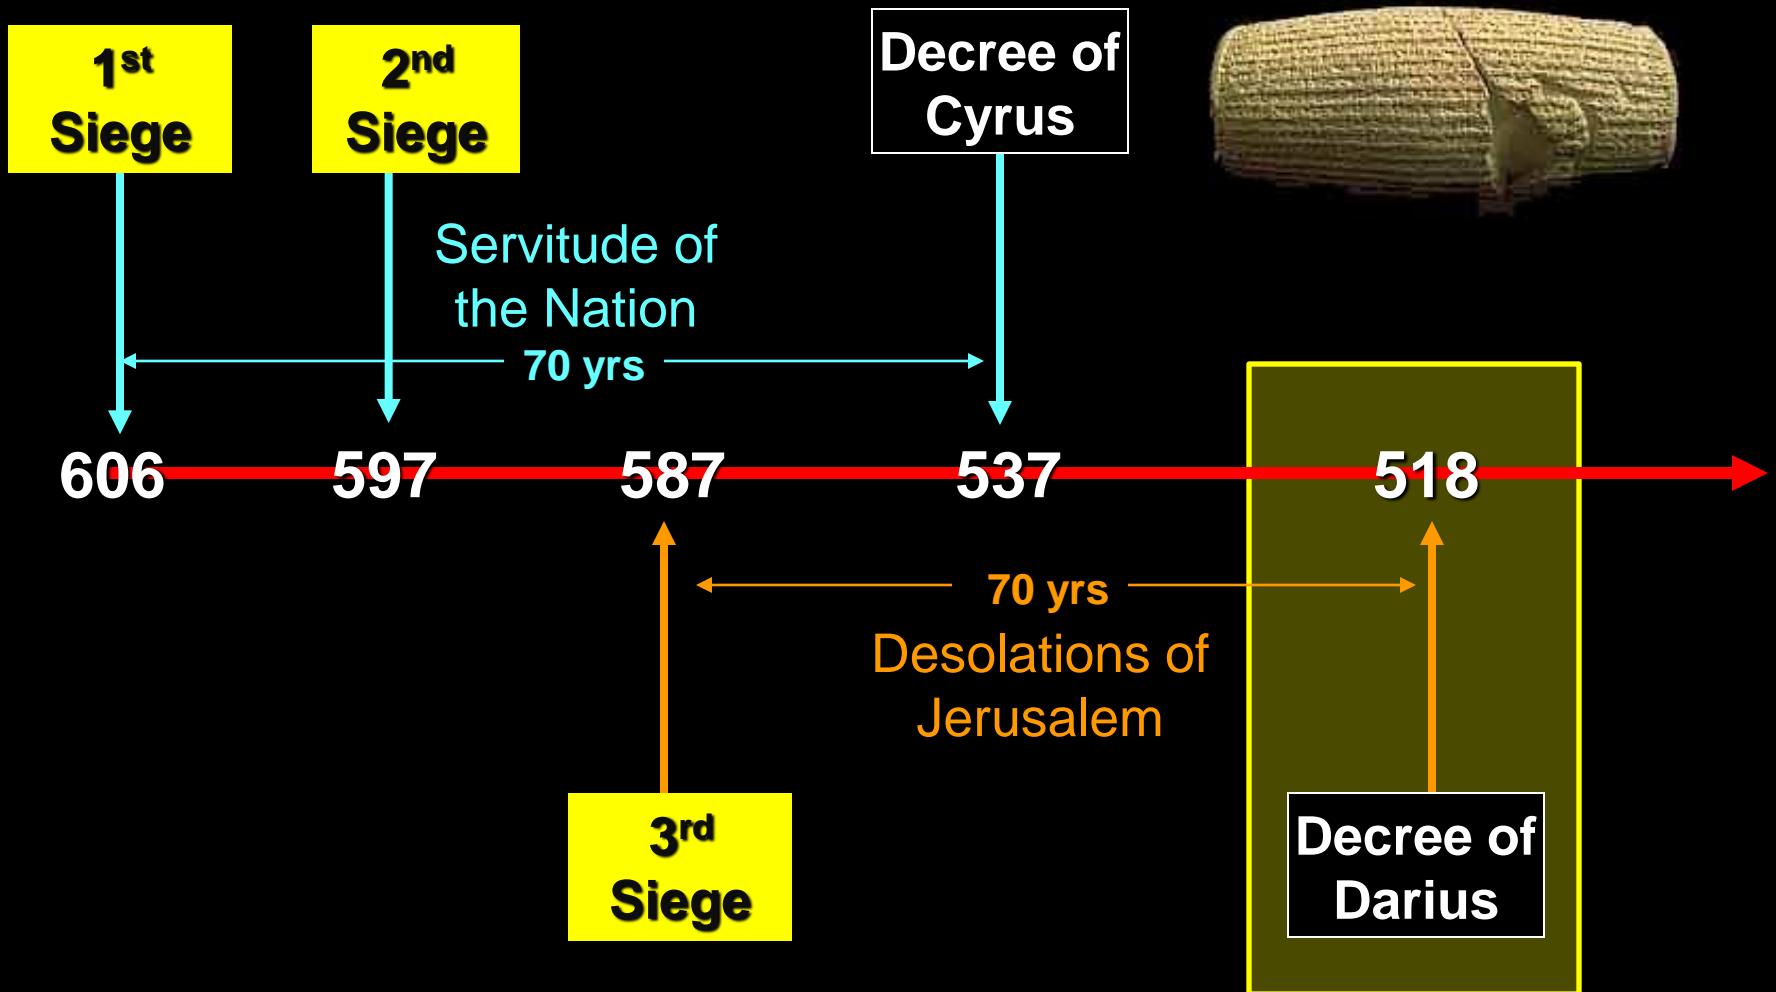 1st
Siege
2nd
Siege
Decree of
Cyrus
Servitude of
the Nation
70 yrs
606 597 587 537 518
70 yrs
Desolations of
Jerusalem
3rd
Siege
Decree of
Darius